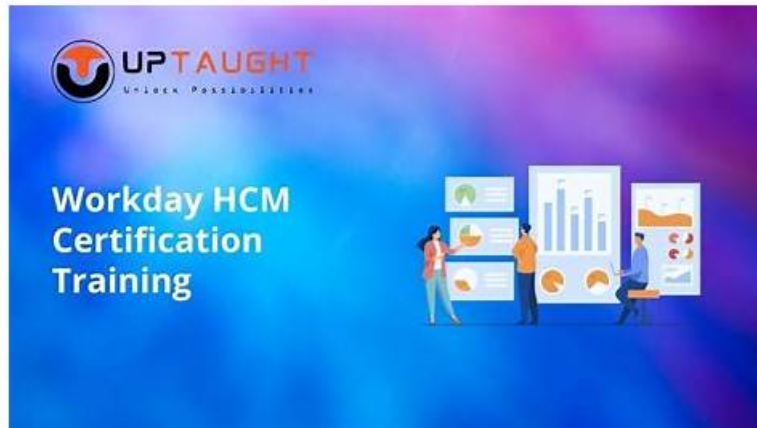 UPTAUGHT
Unlock Possibilities
Workday HCM
Certification
Training